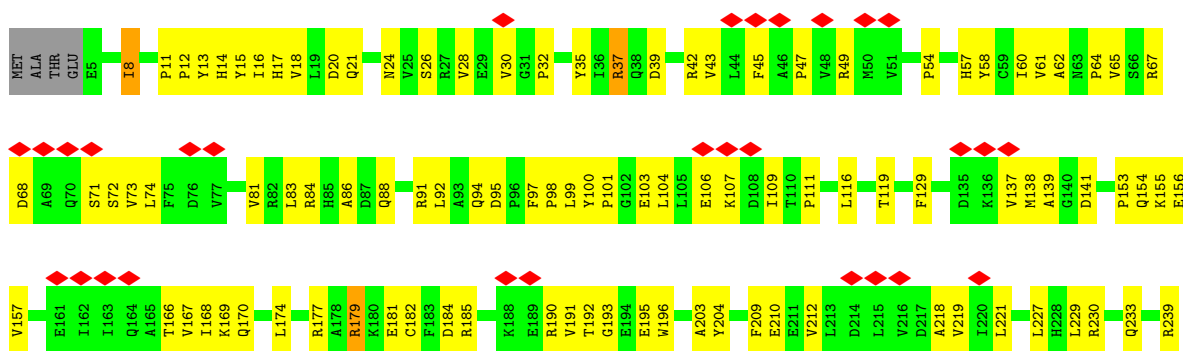 MET ALA THR GLU E5 I8 P11 P12 Y13 H14 Y15 I16 H17 V18 L19 D20 Q21 N24 V25 S26 R27 V28 E29 V30 G31 P32 Y35 I36 R37 Q38 D39 R42 V43 L44 F45 A46 P47 V48 R49 M50 V51 P54 H57 Y58 C59 I60 V61 A62 N63 P64 V65 S66 R67
D68 A69 Q70 S71 S72 V73 L74 F75 D76 V77 V81 R82 L83 R84 H85 A86 D87 Q88 R91 L92 A93 Q94 D95 P96 F97 P98 L99 Y100 P101 G102 E103 L104 L105 E106 K107 D108 I109 T110 P111 L116 T119 F129 D135 K136 V137 M138 A139 G140 D141 P153 Q154 K155 E156
V157 E161 I162 I163 Q164 A165 T166 V167 I168 K169 Q170 L174 R177 A178 R179 K180 E181 C182 F183 D184 R185 K188 E189 R190 V191 T192 G193 E194 E195 W196 A203 Y204 F209 E210 E211 V212 L213 D214 L215 V216 D217 A218 V219 I220 L221 L227 H228 L229 R230 Q233 R239